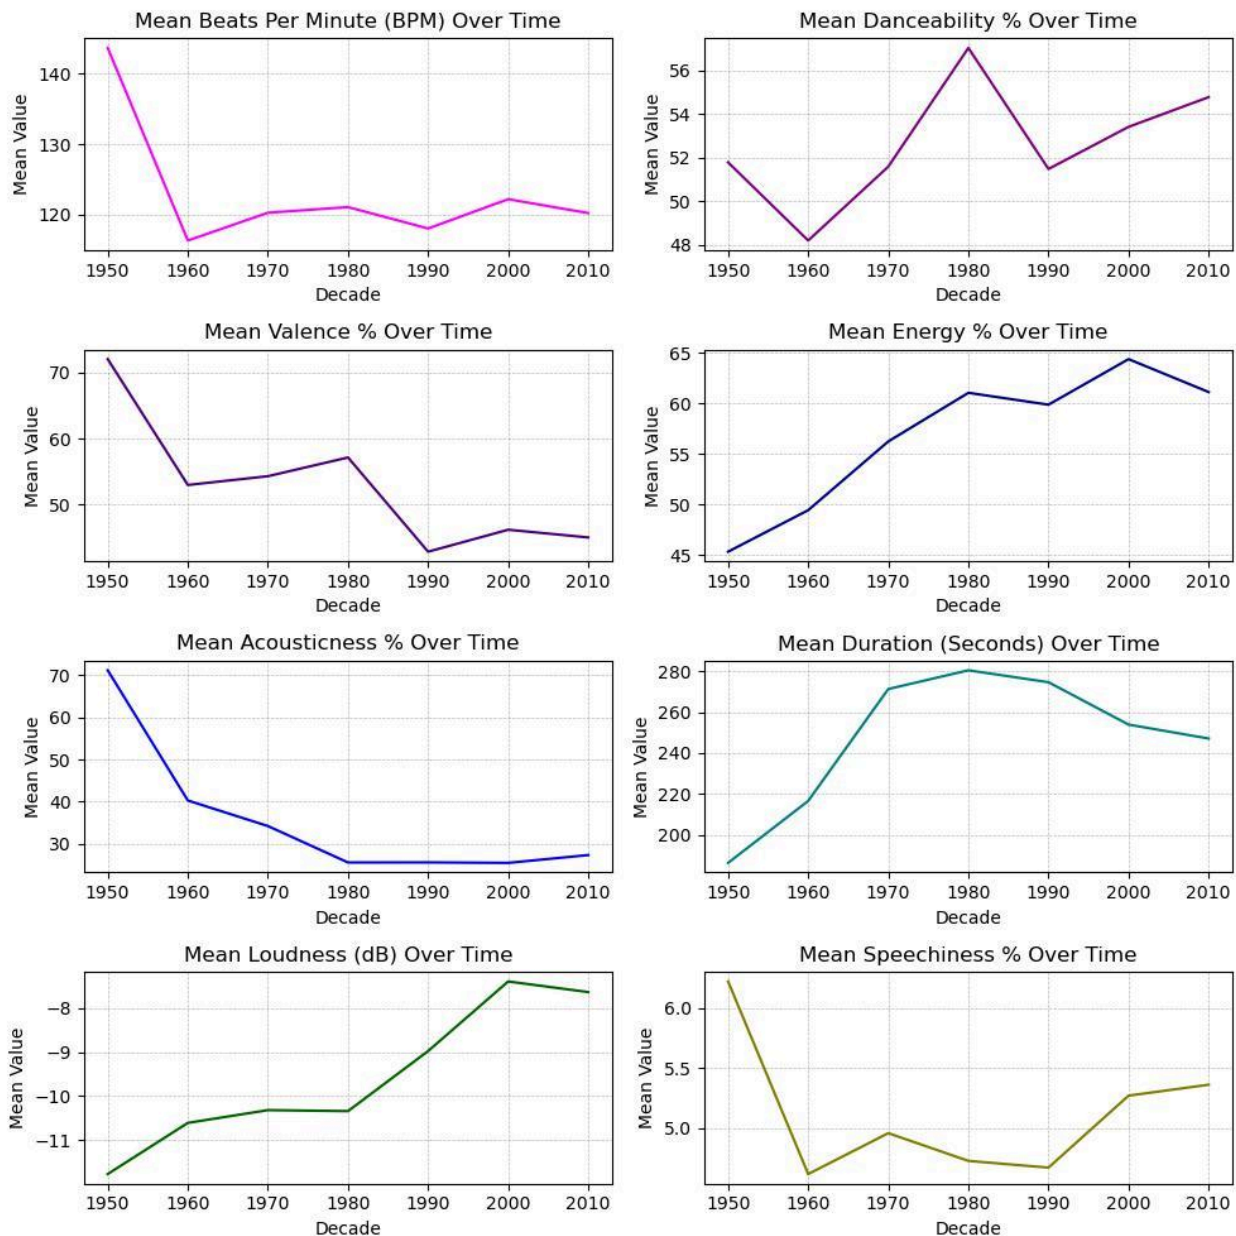 Mean Beats Per Minute (BPM) Over Time
Mean Value
140
130
120
1950 1960 1970 1980 1990 2000 2010
Decade
Mean Danceability % Over Time
Mean Value
56
54
52
50
48
1950 1960 1970 1980 1990 2000 2010
Decade
Mean Valence % Over Time
Mean Value
70
60
50
1950 1960 1970 1980 1990 2000 2010
Decade
Mean Energy % Over Time
Mean Value
65
60
55
50
45
1950 1960 1970 1980 1990 2000 2010
Decade
Mean Acousticness % Over Time
Mean Value
70
60
50
40
30
1950 1960 1970 1980 1990 2000 2010
Decade
Mean Duration (Seconds) Over Time
Mean Value
280
260
240
220
200
1950 1960 1970 1980 1990 2000 2010
Decade
Mean Loudness (dB) Over Time
Mean Value
−8
−9
−10
−11
1950 1960 1970 1980 1990 2000 2010
Decade
Mean Speechiness % Over Time
Mean Value
6.0
5.5
5.0
1950 1960 1970 1980 1990 2000 2010
Decade